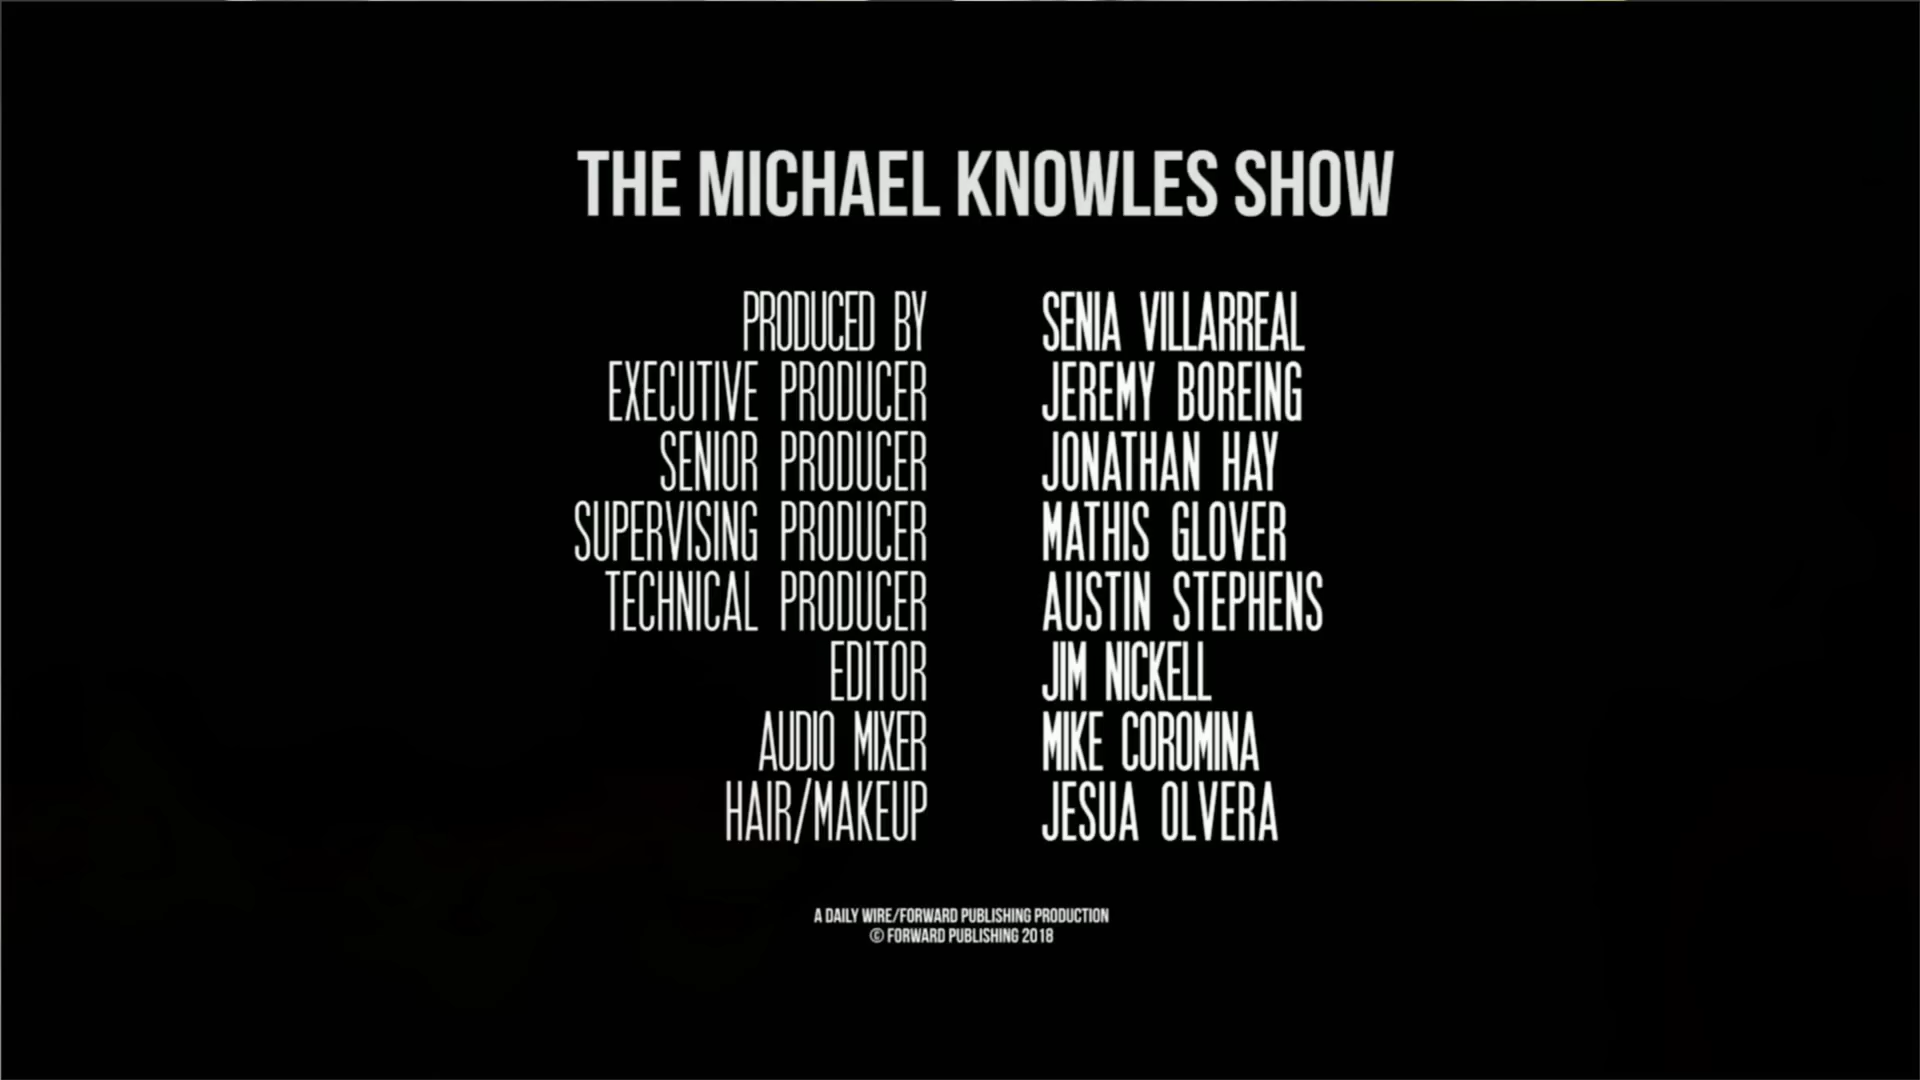 THE MICHAEL KNOWLES SHOW
PRODUCED BY SENIA VILLARREAL
EXECUTIVE PRODUCER JEREMY BOREING
SENIOR PRODUCER JONATHAN HAY
SUPERVISING PRODUCER MATHIS GLOVER
TECHNICAL PRODUCER AUSTIN STEPHENS
EDITOR JIM NICKELL
AUDIO MIXER MIKE COROMINA
HAIR/MAKEUP JESUA OLVERA
A DAILY WIRE/FORWARD PUBLISHING PRODUCTION
© FORWARD PUBLISHING 2018